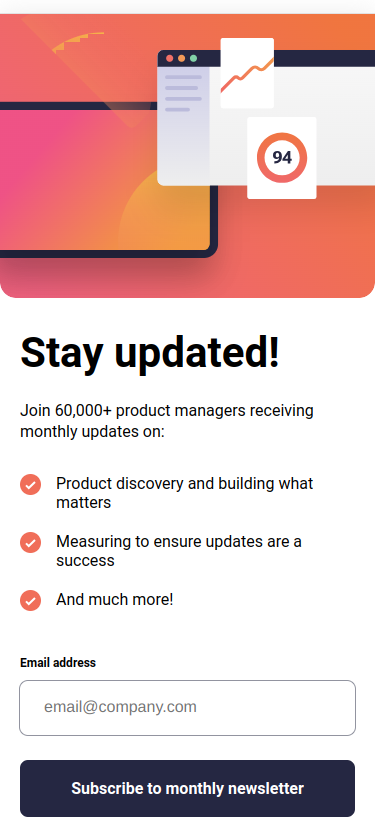 94
Stay updated!
Join 60,000+ product managers receiving
monthly updates on:
Product discovery and building what
matters
Measuring to ensure updates are a
success
And much more!
Email address
email@company.com
Subscribe to monthly newsletter